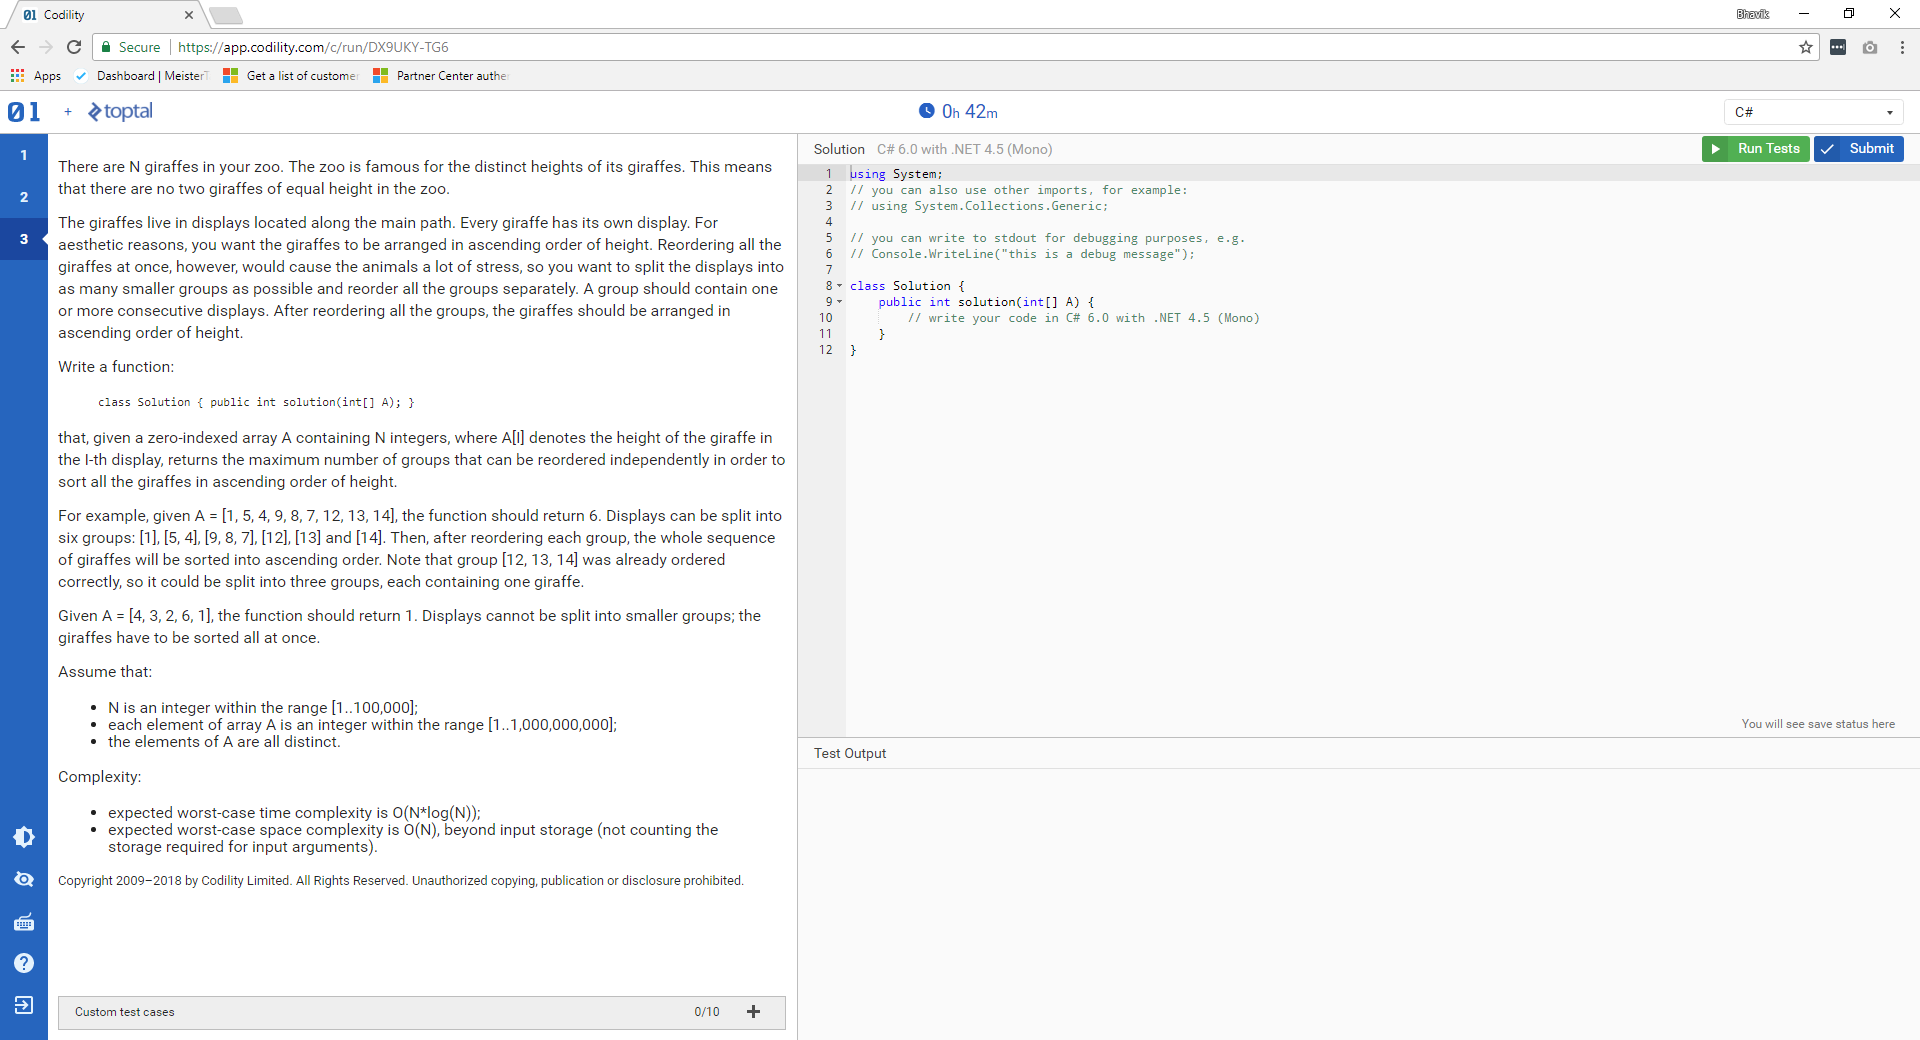 01 Codility
Bhavik
Secure https://app.codility.com/c/run/DX9UKY-TG6
Apps Dashboard | Meister Get a list of custome Partner Center authe
01 + toptal 0h 42m C#
1
2
3
There are N giraffes in your zoo. The zoo is famous for the distinct heights of its giraffes. This means
that there are no two giraffes of equal height in the zoo.
The giraffes live in displays located along the main path. Every giraffe has its own display. For
aesthetic reasons, you want the giraffes to be arranged in ascending order of height. Reordering all the
giraffes at once, however, would cause the animals a lot of stress, so you want to split the displays into
as many smaller groups as possible and reorder all the groups separately. A group should contain one
or more consecutive displays. After reordering all the groups, the giraffes should be arranged in
ascending order of height.
Write a function:
class Solution { public int solution(int[] A); }
that, given a zero-indexed array A containing N integers, where A[I] denotes the height of the giraffe in
the I-th display, returns the maximum number of groups that can be reordered independently in order to
sort all the giraffes in ascending order of height.
For example, given A = [1, 5, 4, 9, 8, 7, 12, 13, 14], the function should return 6. Displays can be split into
six groups: [1], [5, 4], [9, 8, 7], [12], [13] and [14]. Then, after reordering each group, the whole sequence
of giraffes will be sorted into ascending order. Note that group [12, 13, 14] was already ordered
correctly, so it could be split into three groups, each containing one giraffe.
Given A = [4, 3, 2, 6, 1], the function should return 1. Displays cannot be split into smaller groups; the
giraffes have to be sorted all at once.
Assume that:
• N is an integer within the range [1..100,000];
• each element of array A is an integer within the range [1..1,000,000,000];
• the elements of A are all distinct.
Complexity:
• expected worst-case time complexity is O(N*log(N));
• expected worst-case space complexity is O(N), beyond input storage (not counting the
storage required for input arguments).
Copyright 2009–2018 by Codility Limited. All Rights Reserved. Unauthorized copying, publication or disclosure prohibited.
Custom test cases 0/10 +
Solution C# 6.0 with .NET 4.5 (Mono) Run Tests Submit
1 using System;
2 // you can also use other imports, for example:
3 // using System.Collections.Generic;
4
5 // you can write to stdout for debugging purposes, e.g.
6 // Console.WriteLine("this is a debug message");
7
8 class Solution {
9 public int solution(int[] A) {
10 // write your code in C# 6.0 with .NET 4.5 (Mono)
11 }
12 }
You will see save status here
Test Output